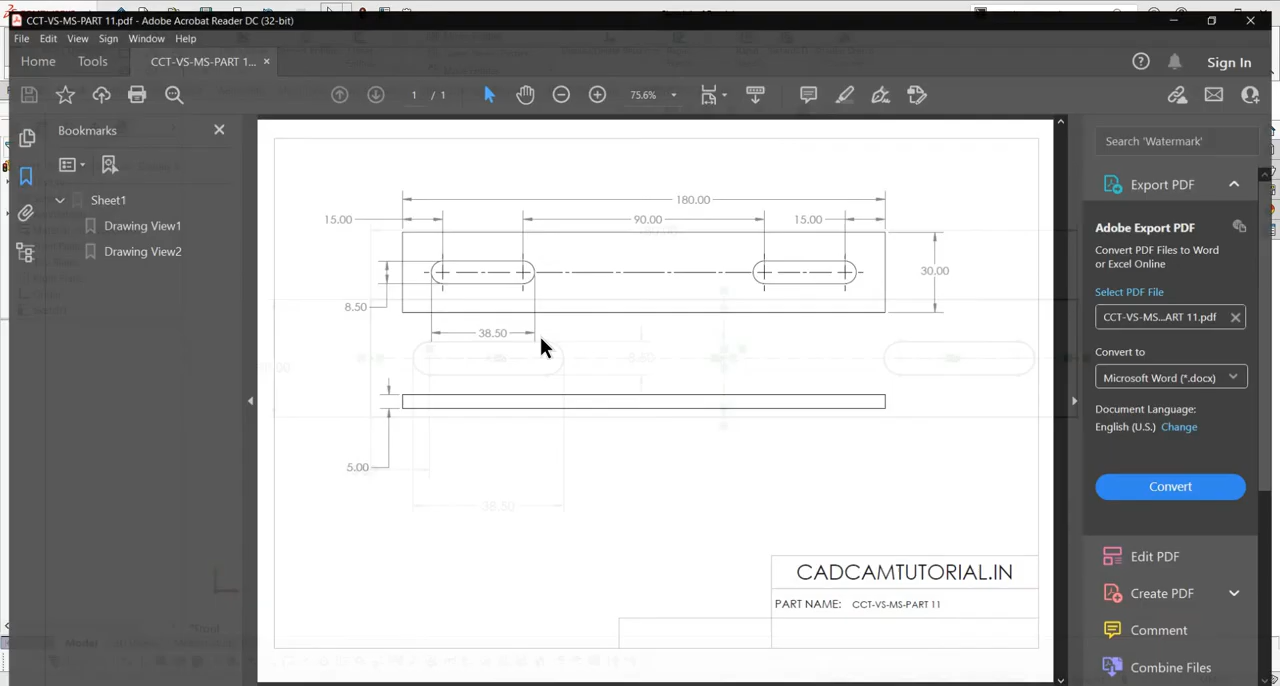 CCT-VS-MS-PART 11.pdf - Adobe Acrobat Reader DC (32-bit)
File Edit View Sign Window Help
Home Tools CCT-VS-MS-PART 1... × Sign In
1 / 1 75.6%
Bookmarks
Sheet1
Drawing View1
Drawing View2
180.00
15.00 90.00 15.00
30.00
8.50
38.50
5.00
38.50
CADCAMTUTORIAL.IN
PART NAME: CCT-VS-MS-PART 11
Search 'Watermark'
Export PDF
Adobe Export PDF
Convert PDF Files to Word
or Excel Online
Select PDF File
CCT-VS-MS...ART 11.pdf
Convert to
Microsoft Word (*.docx)
Document Language:
English (U.S.) Change
Convert
Edit PDF
Create PDF
Comment
Combine Files
*Front
Model